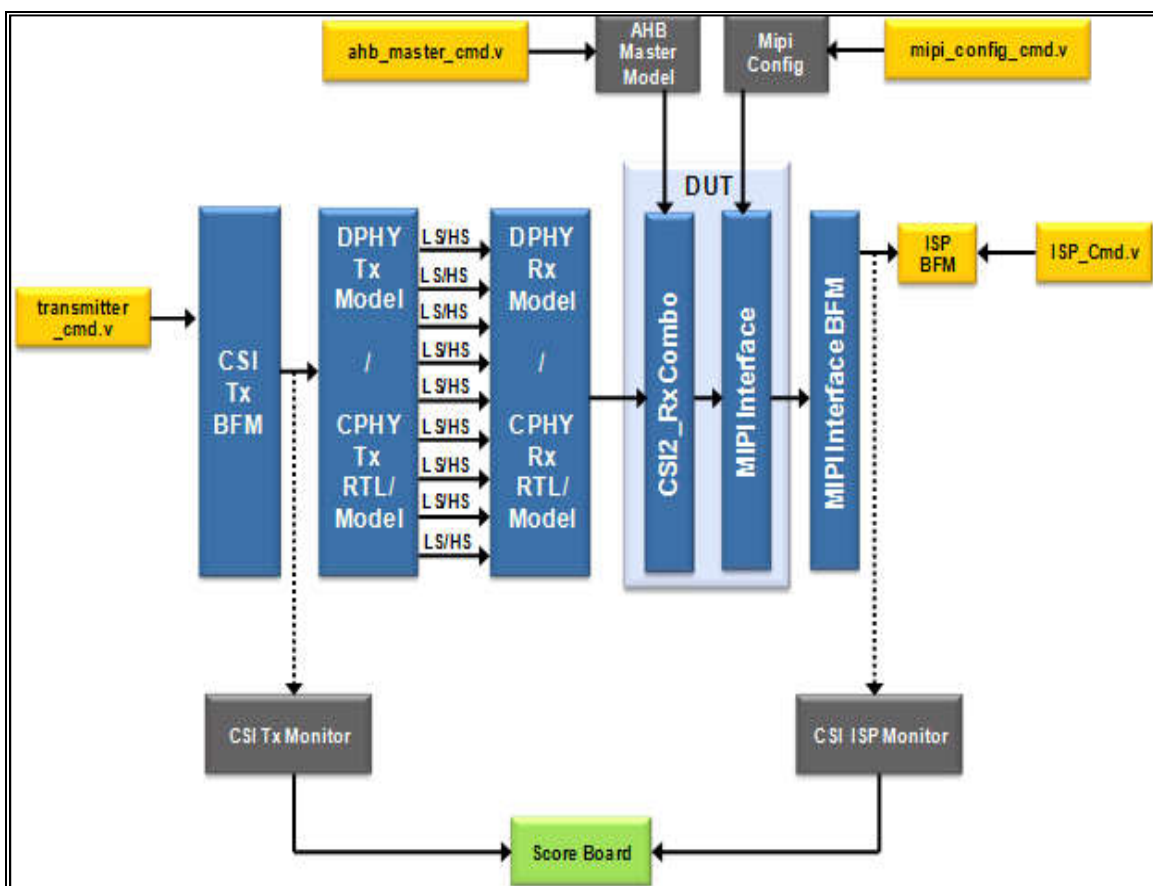 ahb_master_cmd.v
AHB
Master
Model
Mipi
Config
mipi_config_cmd.v
DUT
transmitter
_cmd.v
CSI
Tx
BFM
DPHY
Tx
Model
/
CPHY
Tx
RTL/
Model
LS/HS
LS/HS
LS/HS
LS/HS
LS/HS
LS/HS
LS/HS
LS/HS
LS/HS
DPHY
Rx
Model
/
CPHY
Rx
RTL/
Model
CSI2_Rx Combo
MIPI Interface
MIPI Interface BFM
ISP
BFM
ISP_Cmd.v
CSI Tx Monitor
CSI ISP Monitor
Score Board